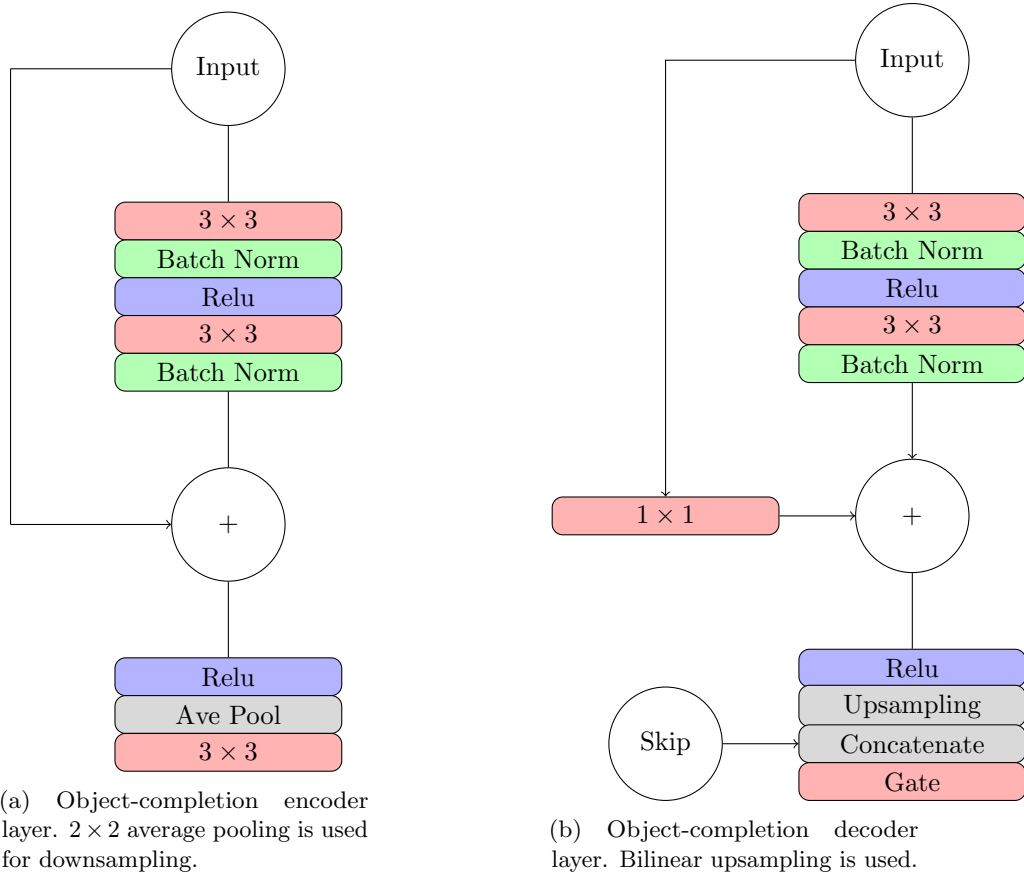 Input
3 × 3
Batch Norm
Relu
3 × 3
Batch Norm
+
Relu
Ave Pool
3 × 3
(a) Object-completion encoder
layer. 2 × 2 average pooling is used
for downsampling.
Input
3 × 3
Batch Norm
Relu
3 × 3
Batch Norm
1 × 1
+
Relu
Upsampling
Skip
Concatenate
Gate
(b) Object-completion decoder
layer. Bilinear upsampling is used.